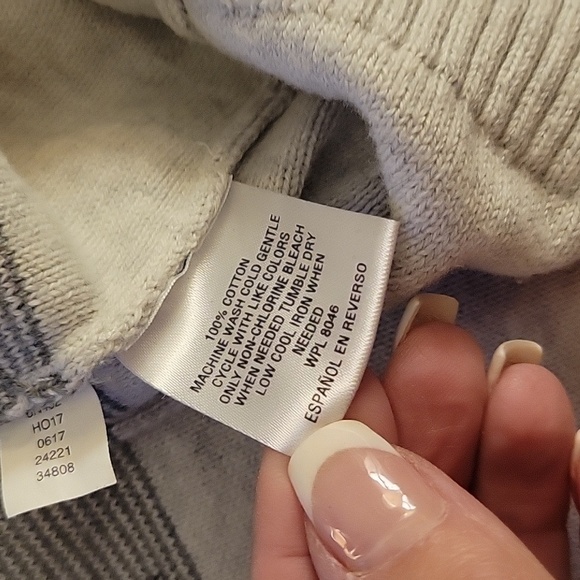 100% COTTON
MACHINE WASH COLD GENTLE
CYCLE WITH LIKE COLORS
ONLY NON-CHLORINE BLEACH
WHEN NEEDED TUMBLE DRY
LOW COOL IRON WHEN
NEEDED
WPL 8046
ESPAÑOL EN REVERSO
HO17
0617
24221
34808